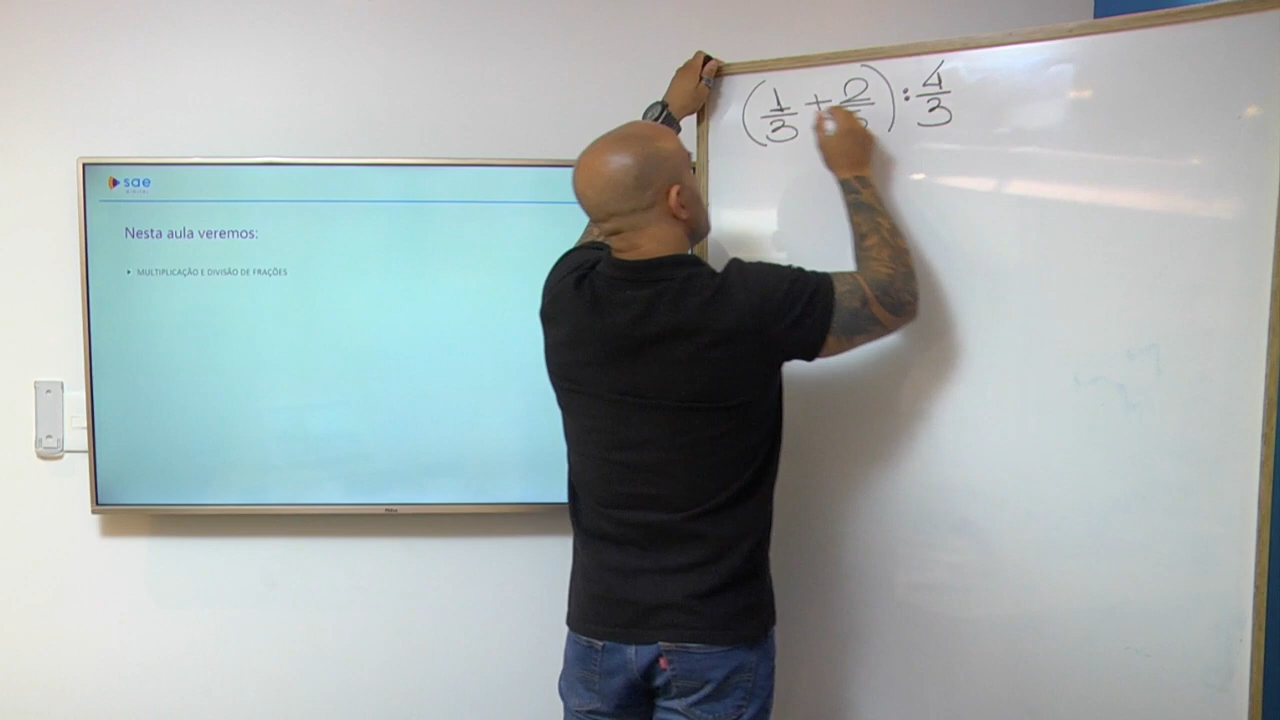 sae
Nesta aula veremos:
MULTIPLICAÇÃO E DIVISÃO DE FRAÇÕES
(1/3 + 2/) : 4/3